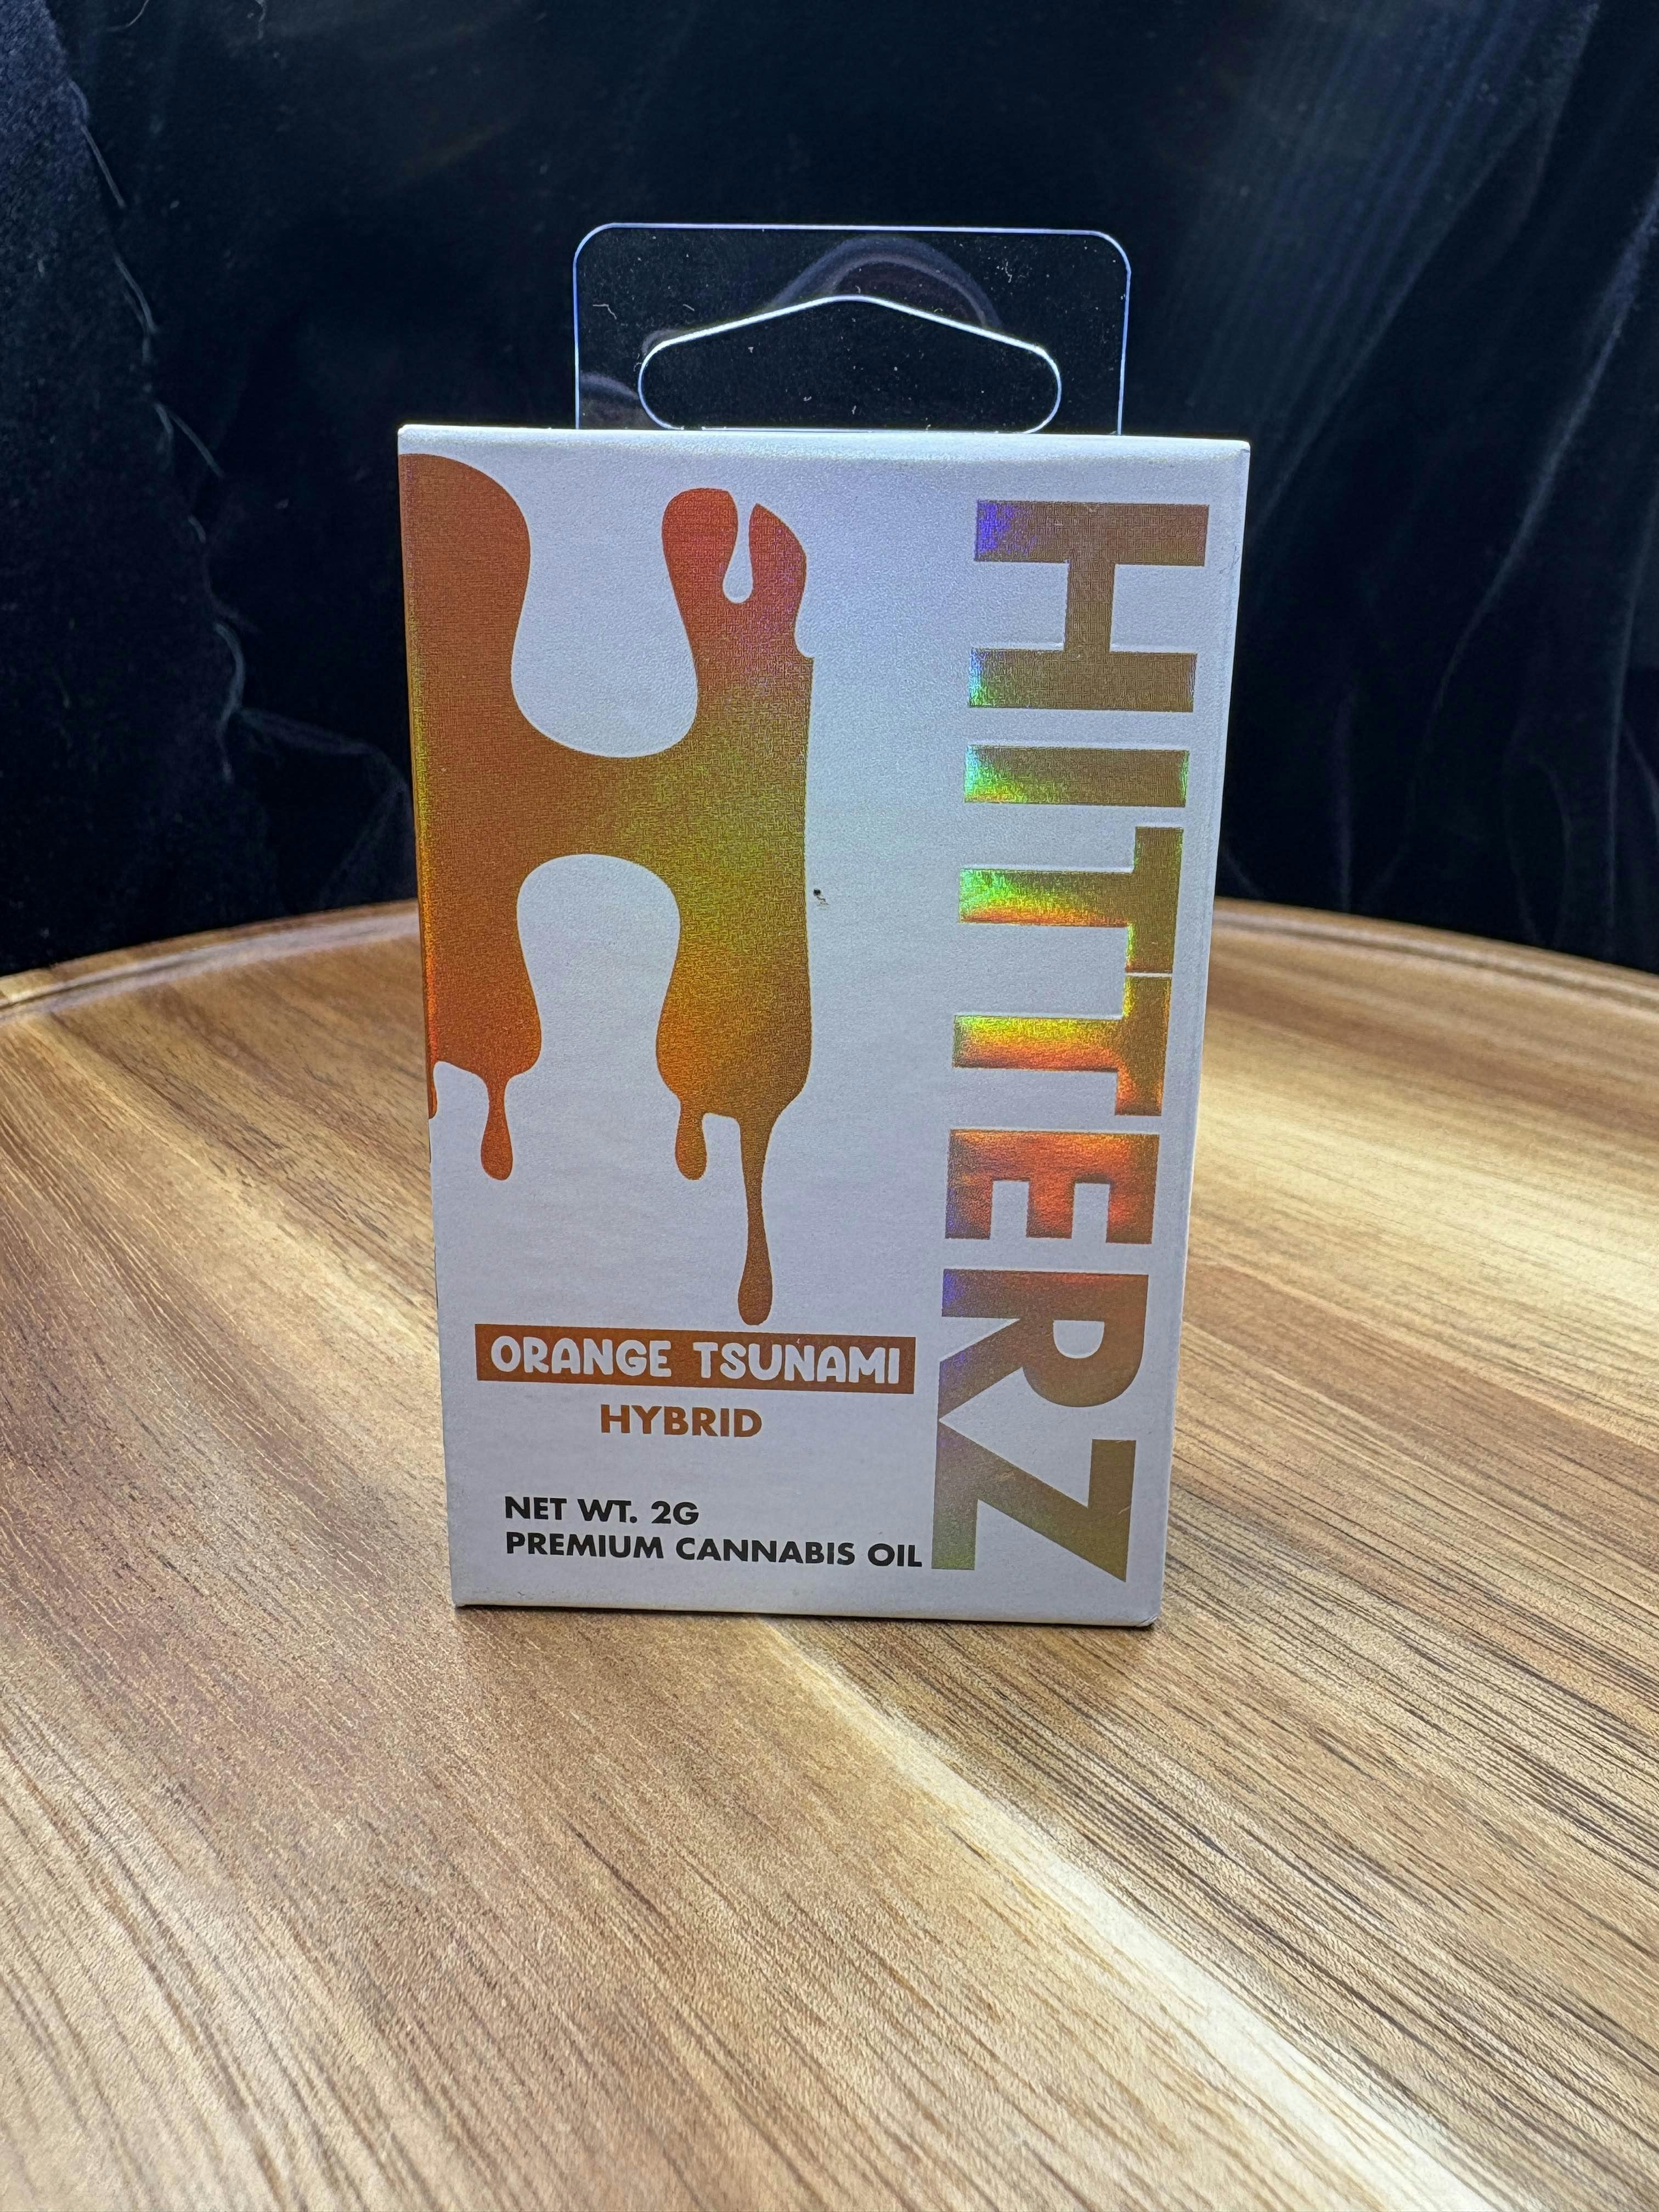 HITTERZ
ORANGE TSUNAMI
HYBRID
NET WT. 2G
PREMIUM CANNABIS OIL